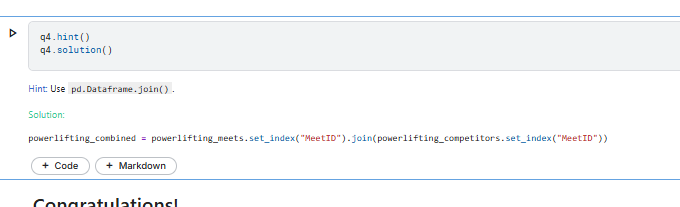 q4.hint()
q4.solution()
Hint: Use pd.Dataframe.join().
Solution:
powerlifting_combined = powerlifting_meets.set_index("MeetID").join(powerlifting_competitors.set_index("MeetID"))
+ Code + Markdown
Congratulations!